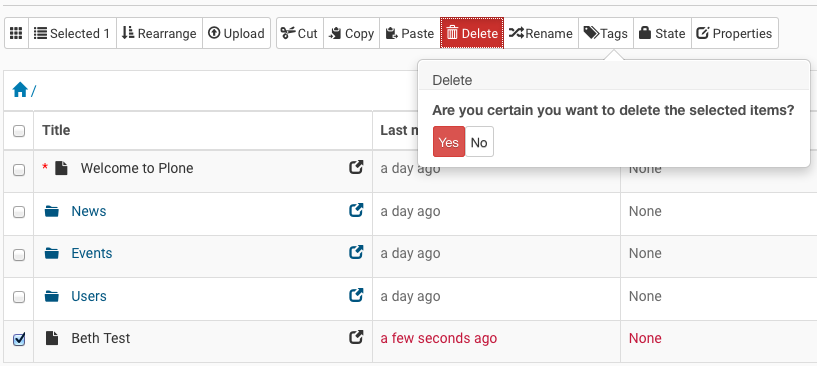 Selected 1 Rearrange Upload Cut Copy Paste Delete Rename Tags State Properties
Delete
/
Are you certain you want to delete the selected items?
Title Last m
Yes No
* Welcome to Plone a day ago None
News a day ago None
Events a day ago None
Users a day ago None
Beth Test a few seconds ago None